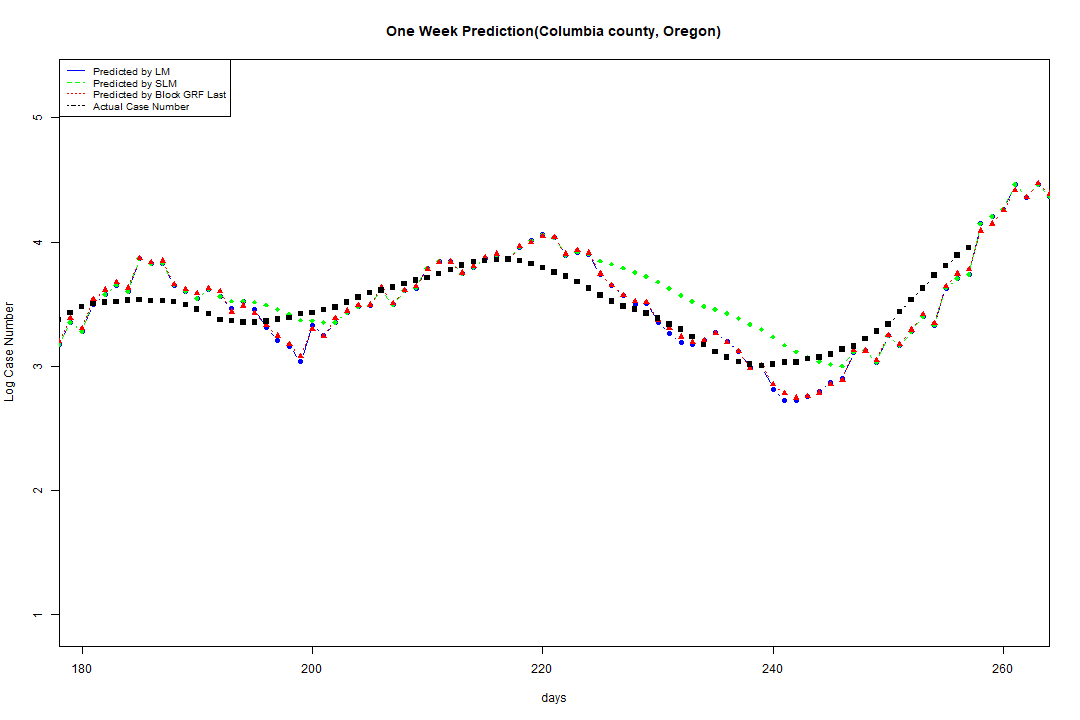 One Week Prediction(Columbia county, Oregon)
Predicted by LM
Predicted by SLM
Predicted by Block GRF Last
Actual Case Number
5
4
3
2
1
Log Case Number
180 200 220 240 260
days